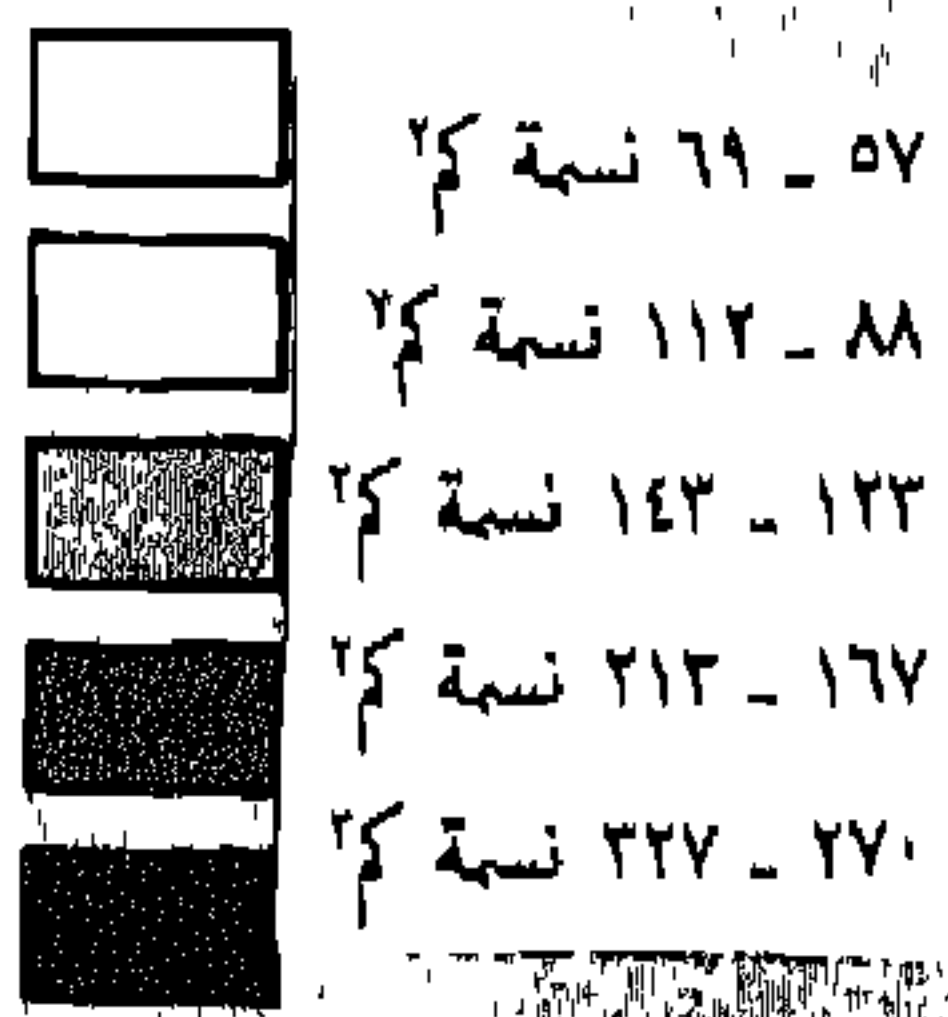 ٥٧ - ٦٩ نسمة كم٢
٨٨ - ١١٢ نسمة كم٢
١٢٣ - ١٤٣ نسمة كم٢
١٦٧ - ٢١٣ نسمة كم٢
٢٧٠ - ٣٢٧ نسمة كم٢